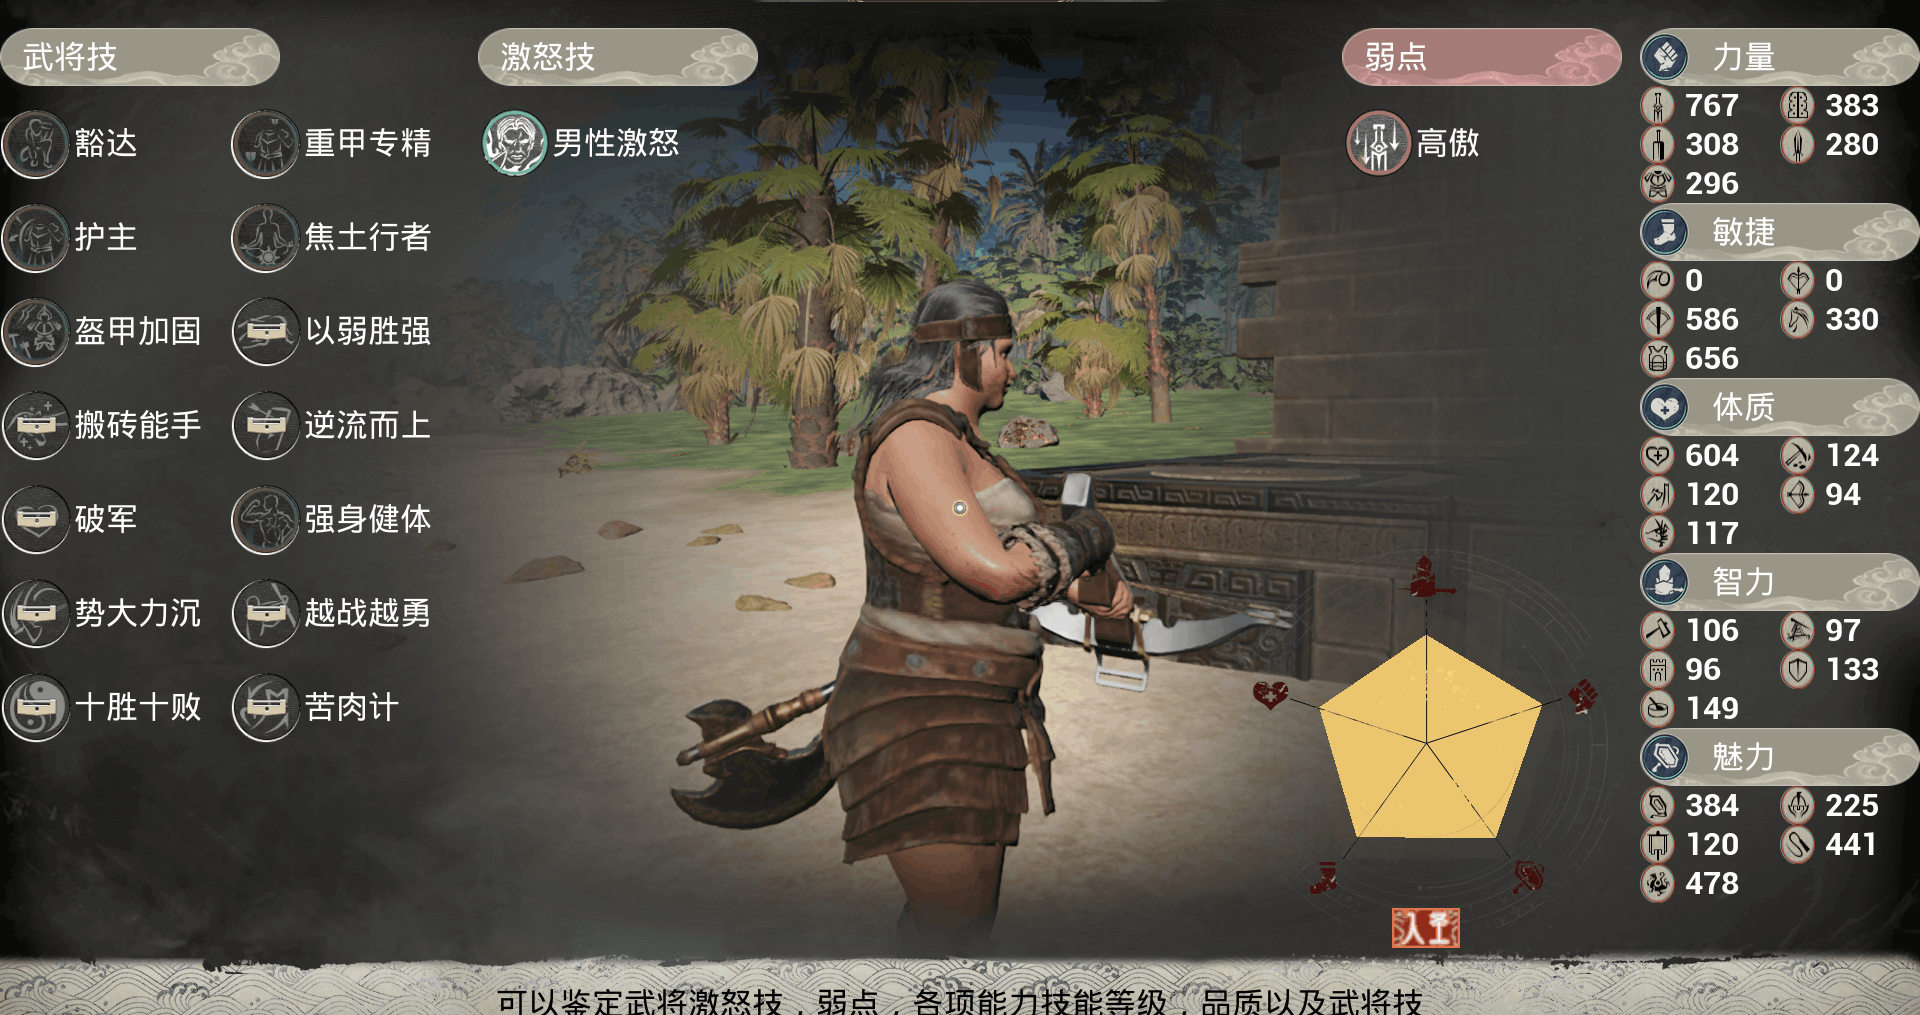 武将技
豁达
重甲专精
护主
焦土行者
盔甲加固
以弱胜强
搬砖能手
逆流而上
破军
强身健体
势大力沉
越战越勇
十胜十败
苦肉计
激怒技
男性激怒
弱点
高傲
力量
767 383
308 280
296
敏捷
0 0
586 330
656
体质
604 124
120 94
117
智力
106 97
96 133
149
魅力
384 225
120 441
478
可以鉴定武将激怒技，弱点，各项能力技能等级，品质以及武将技